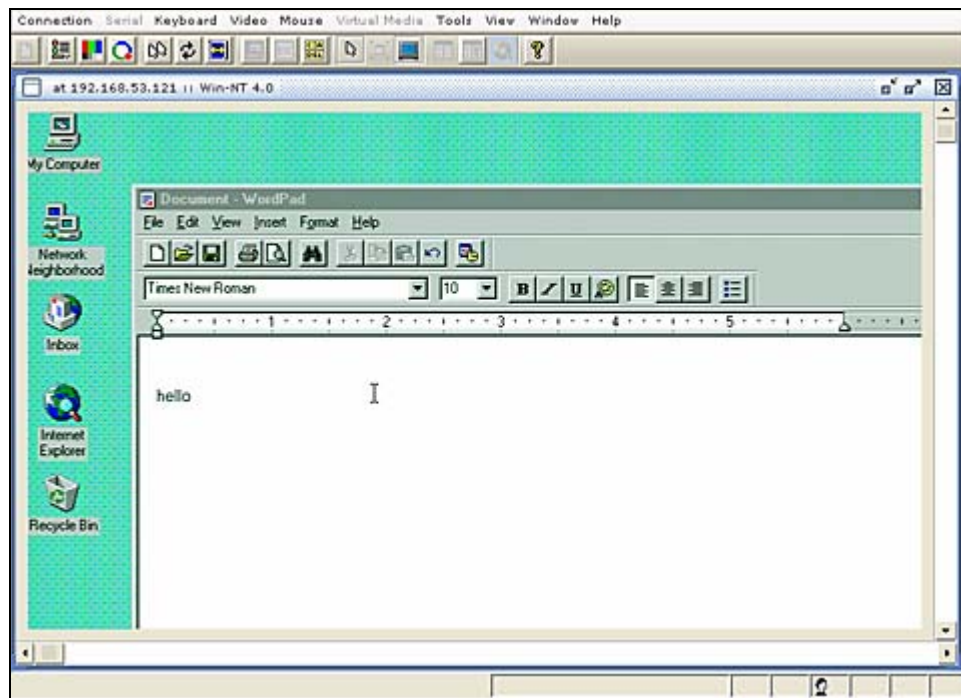 Connection Serial Keyboard Video Mouse Virtual Media Tools View Window Help
at 192.168.53.121 :: Win-NT 4.0
My Computer
Document - WordPad
File Edit View Insert Format Help
Network
Neighborhood
Times New Roman 10 B I U
1 2 3 4 5
Inbox
hello
Internet
Explorer
Recycle Bin